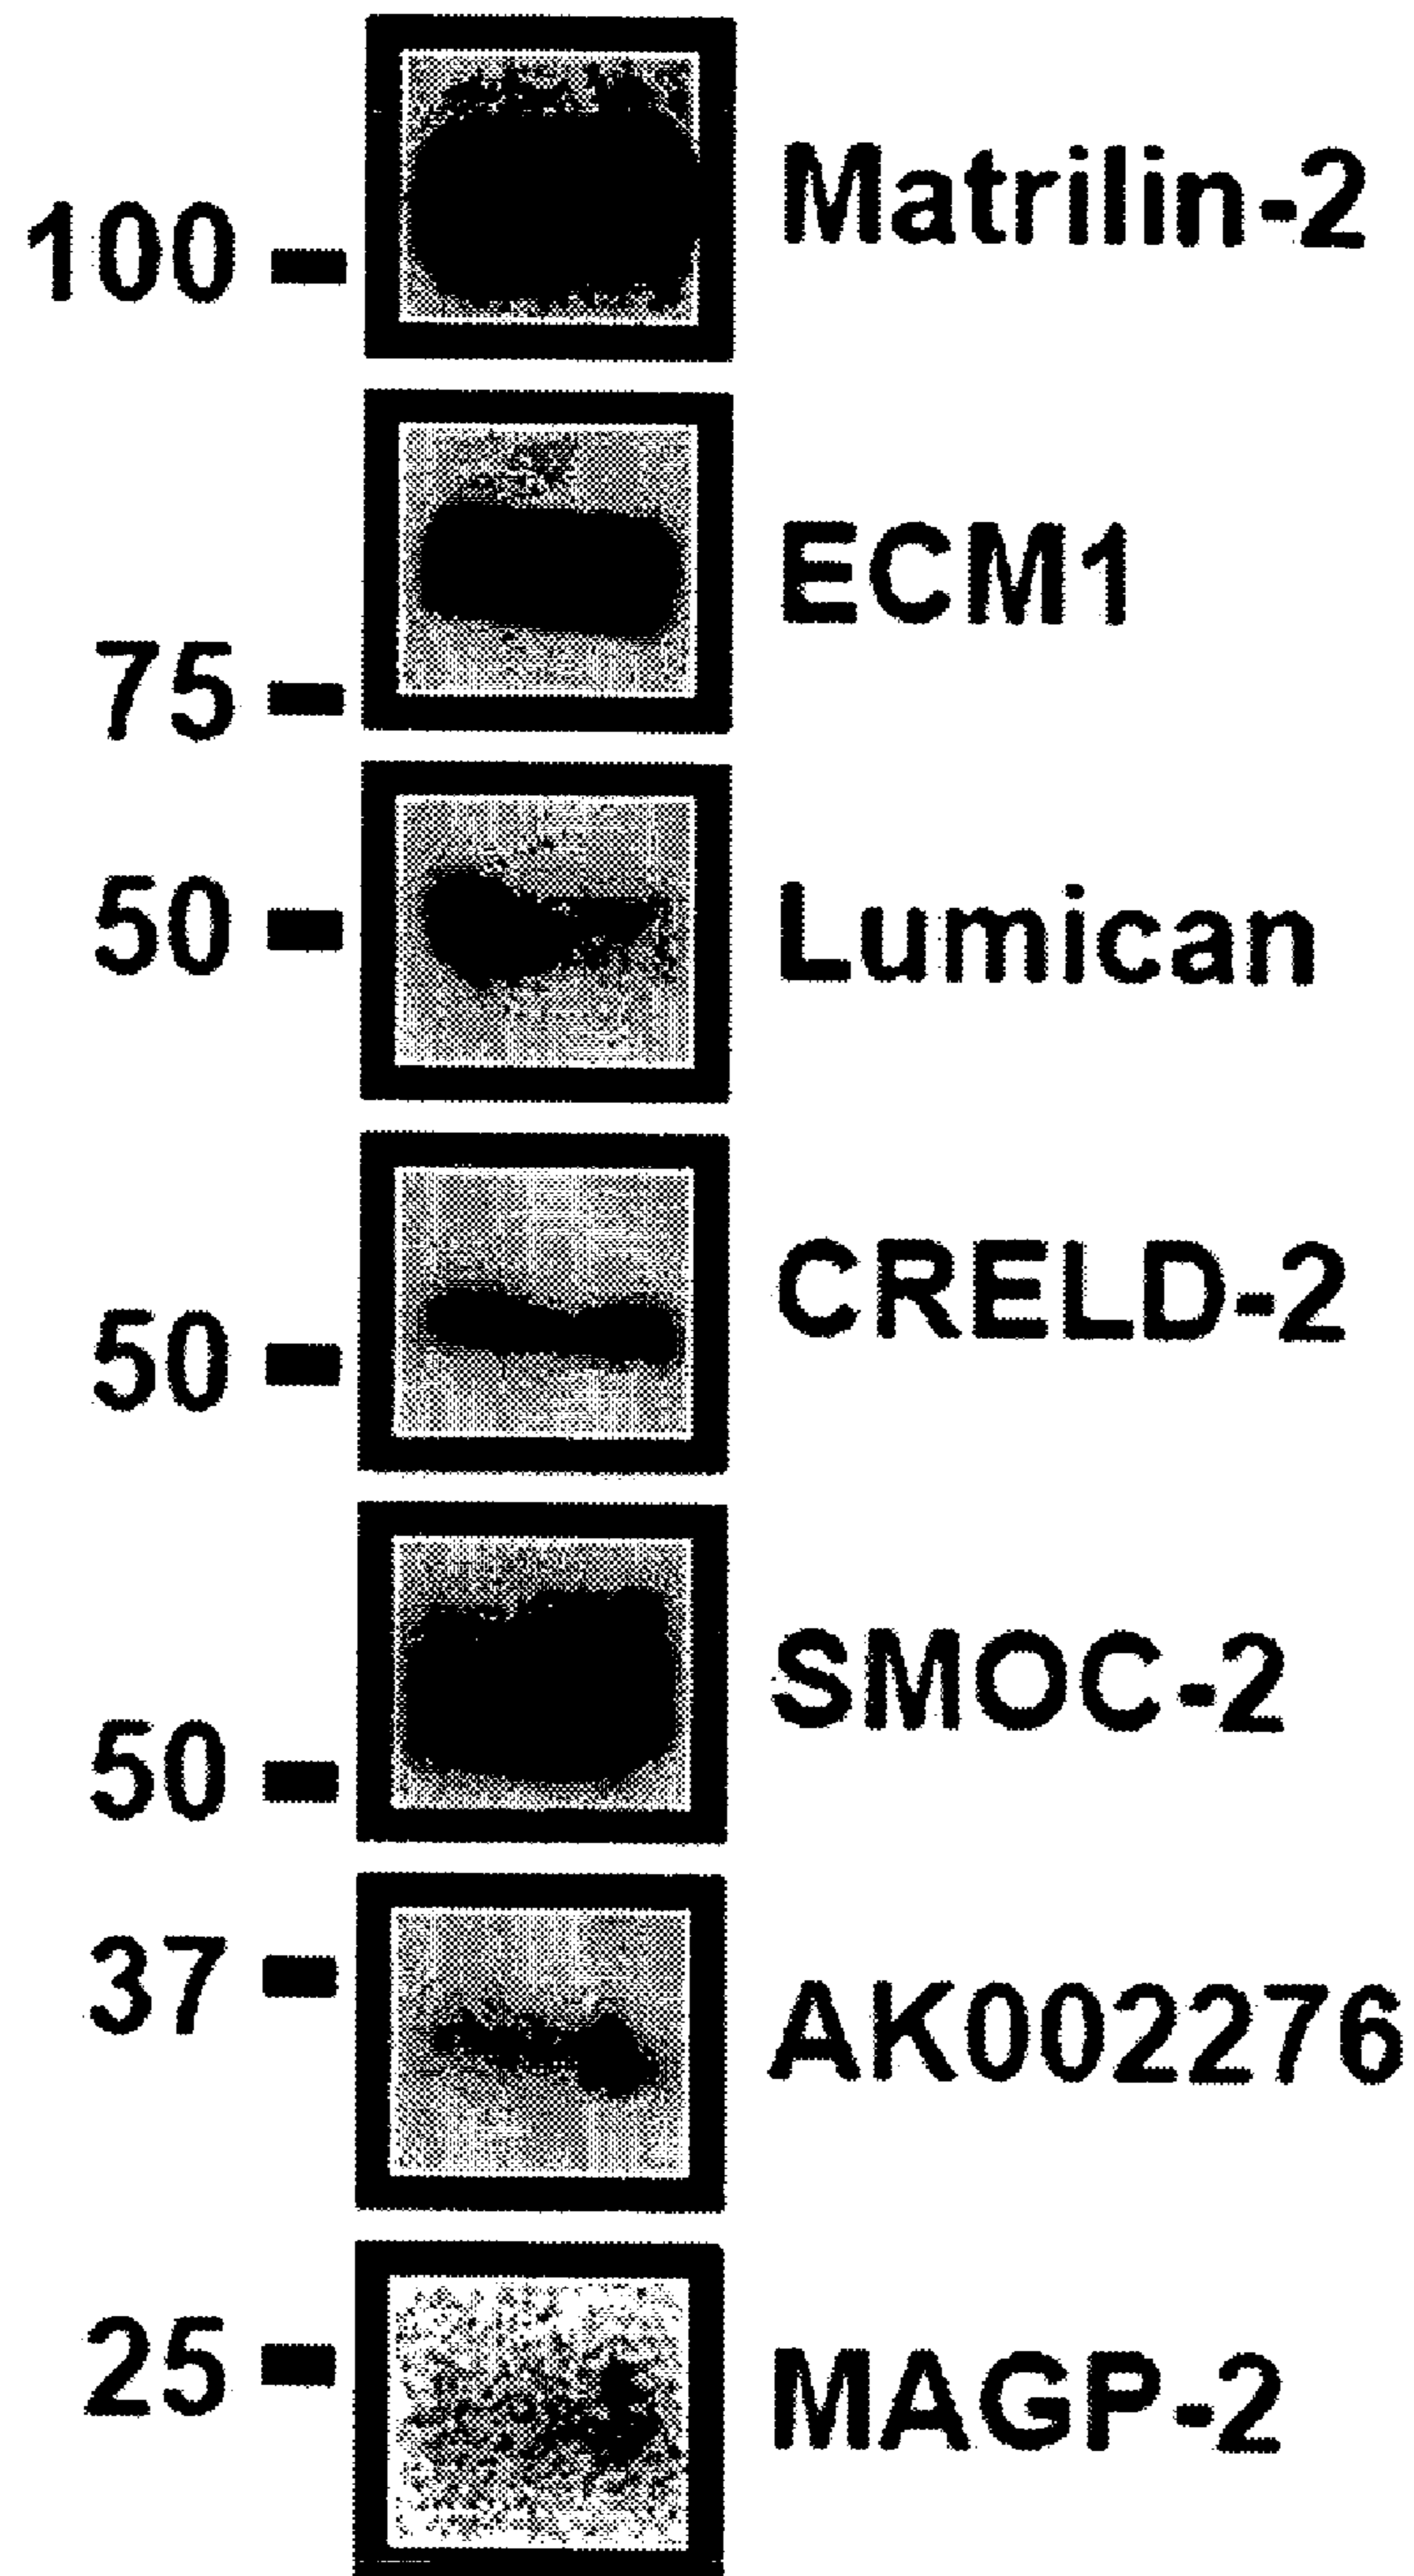 Matrilin-2
100
ECM1
75
50 Lumican
CRELD-2
50
SMOC-2
50
37
AK002276
25 MAGP-2